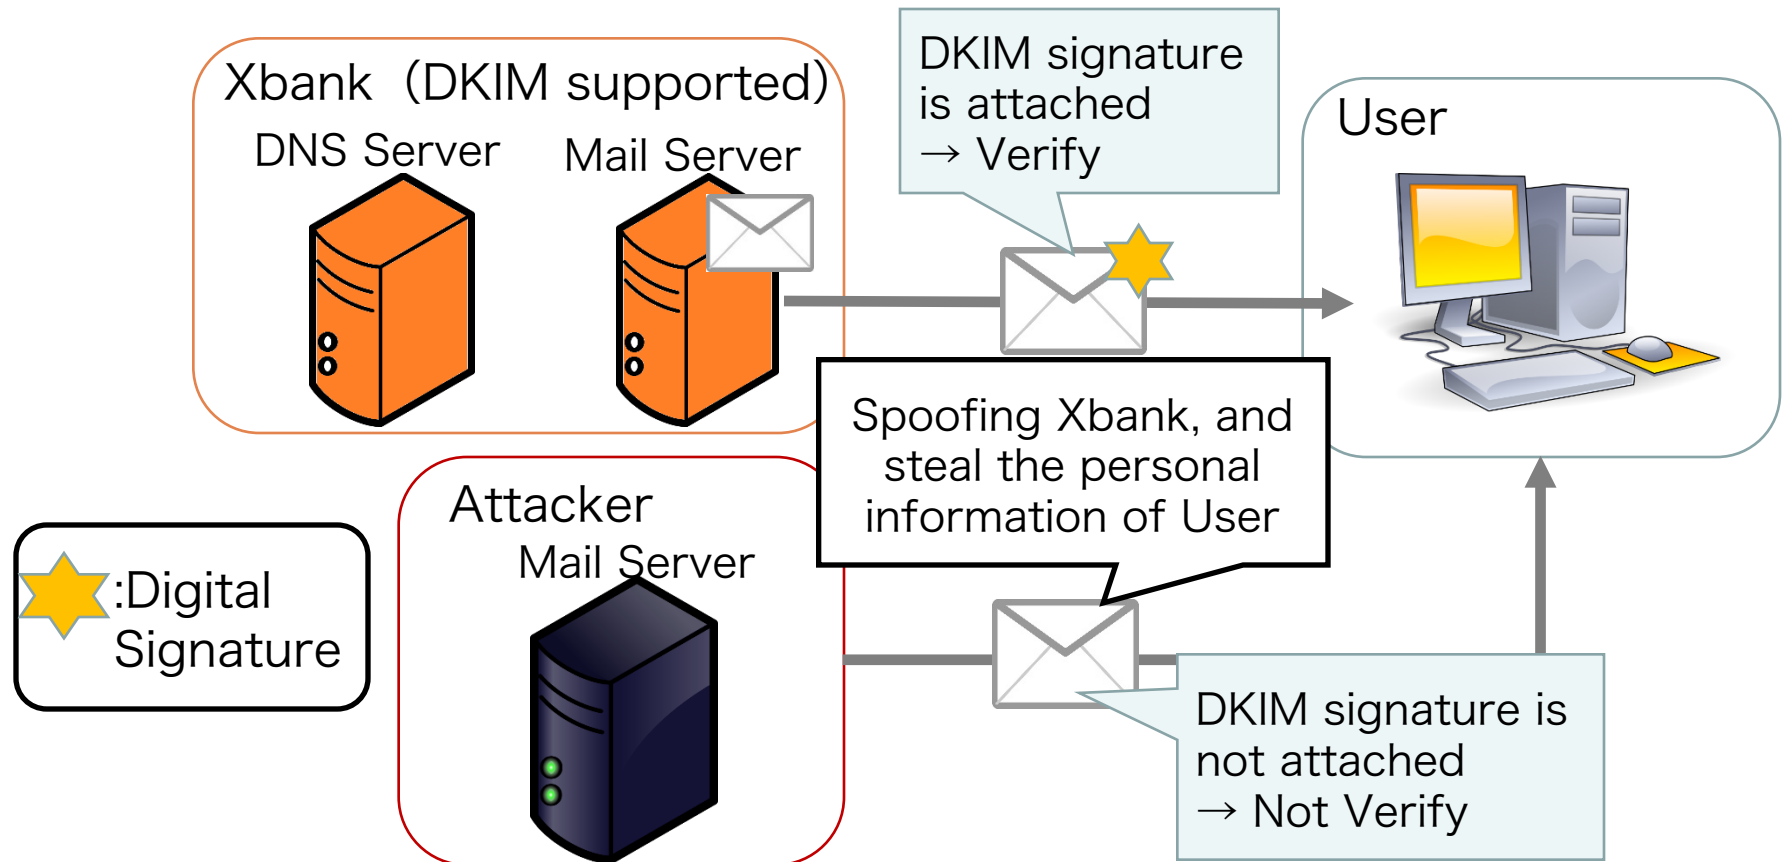 Xbank（DKIM supported）
DNS Server
Mail Server
DKIM signature
is attached
→ Verify
User
Spoofing Xbank, and
steal the personal
information of User
Attacker
Mail Server
:Digital
Signature
DKIM signature is
not attached
→ Not Verify